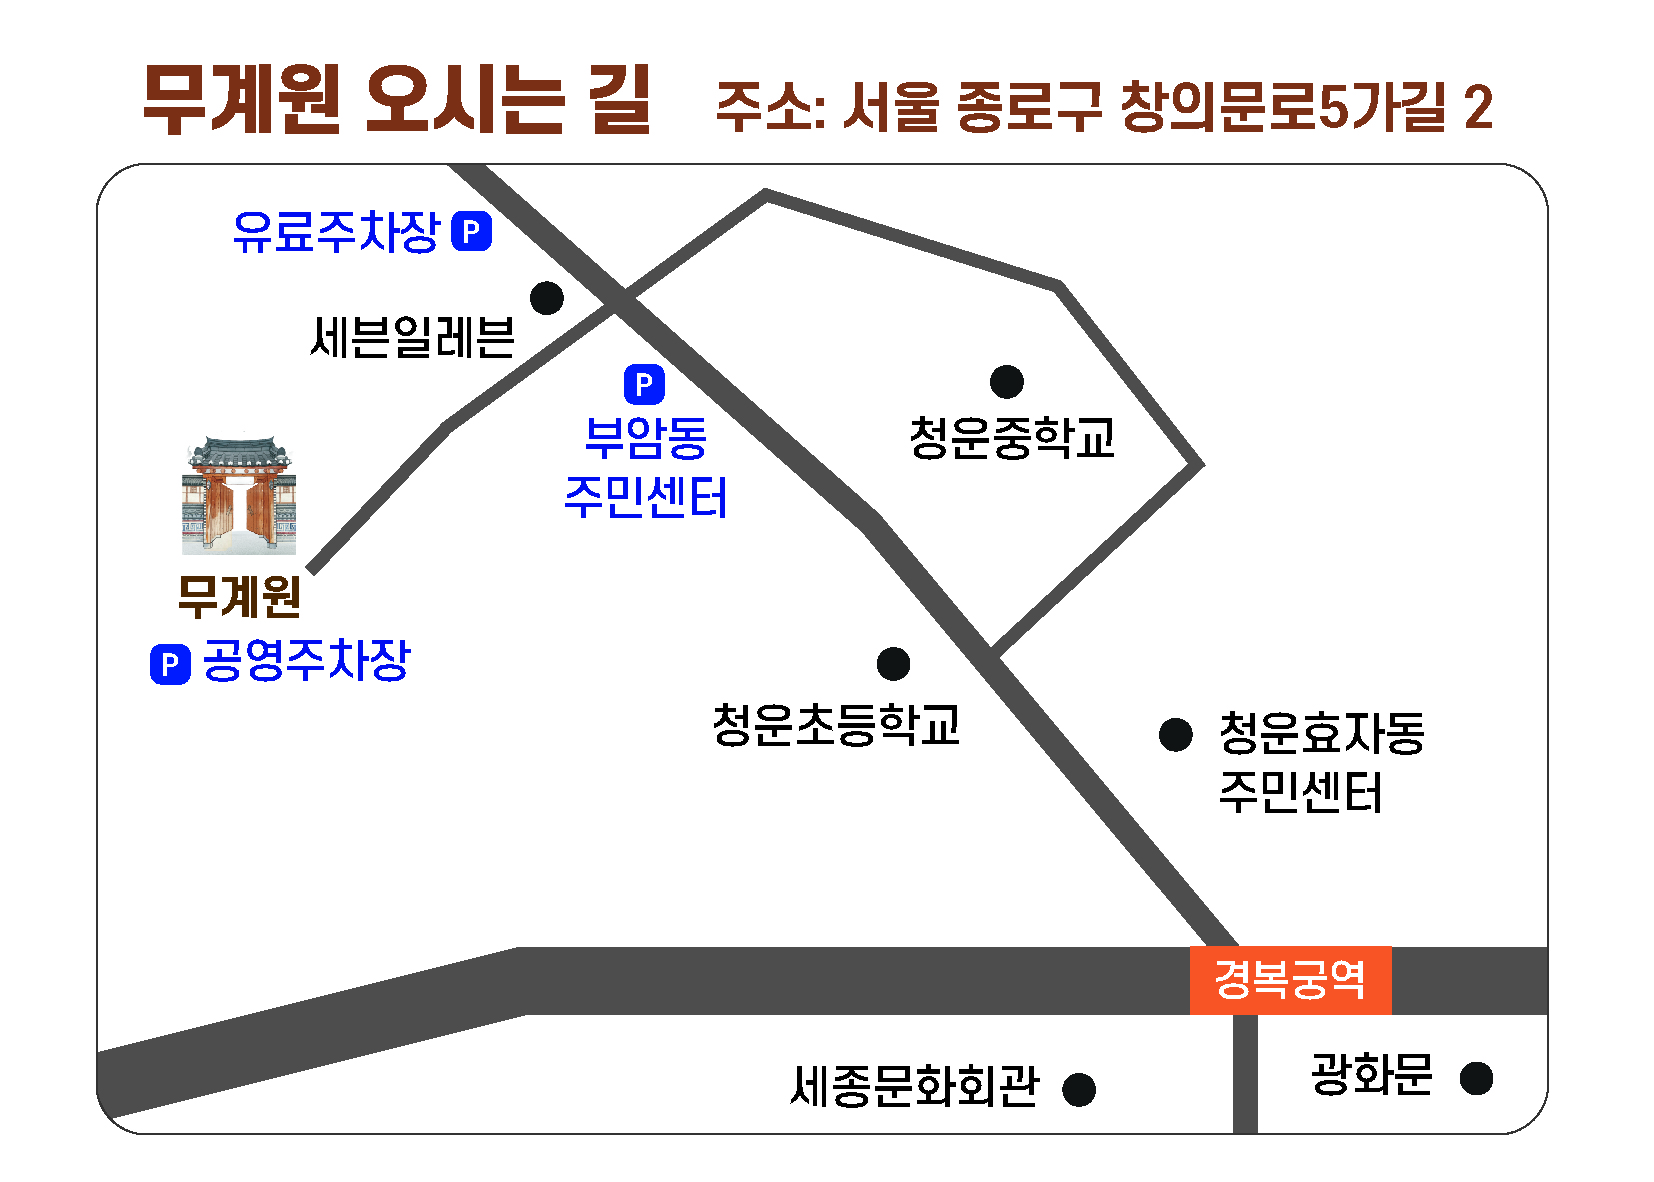 무계원 오시는 길 주소: 서울 종로구 창의문로5가길 2
유료주차장 P
세븐일레븐
P
부암동
주민센터
청운중학교
무계원
P 공영주차장
청운초등학교
청운효자동
주민센터
경복궁역
세종문화회관
광화문